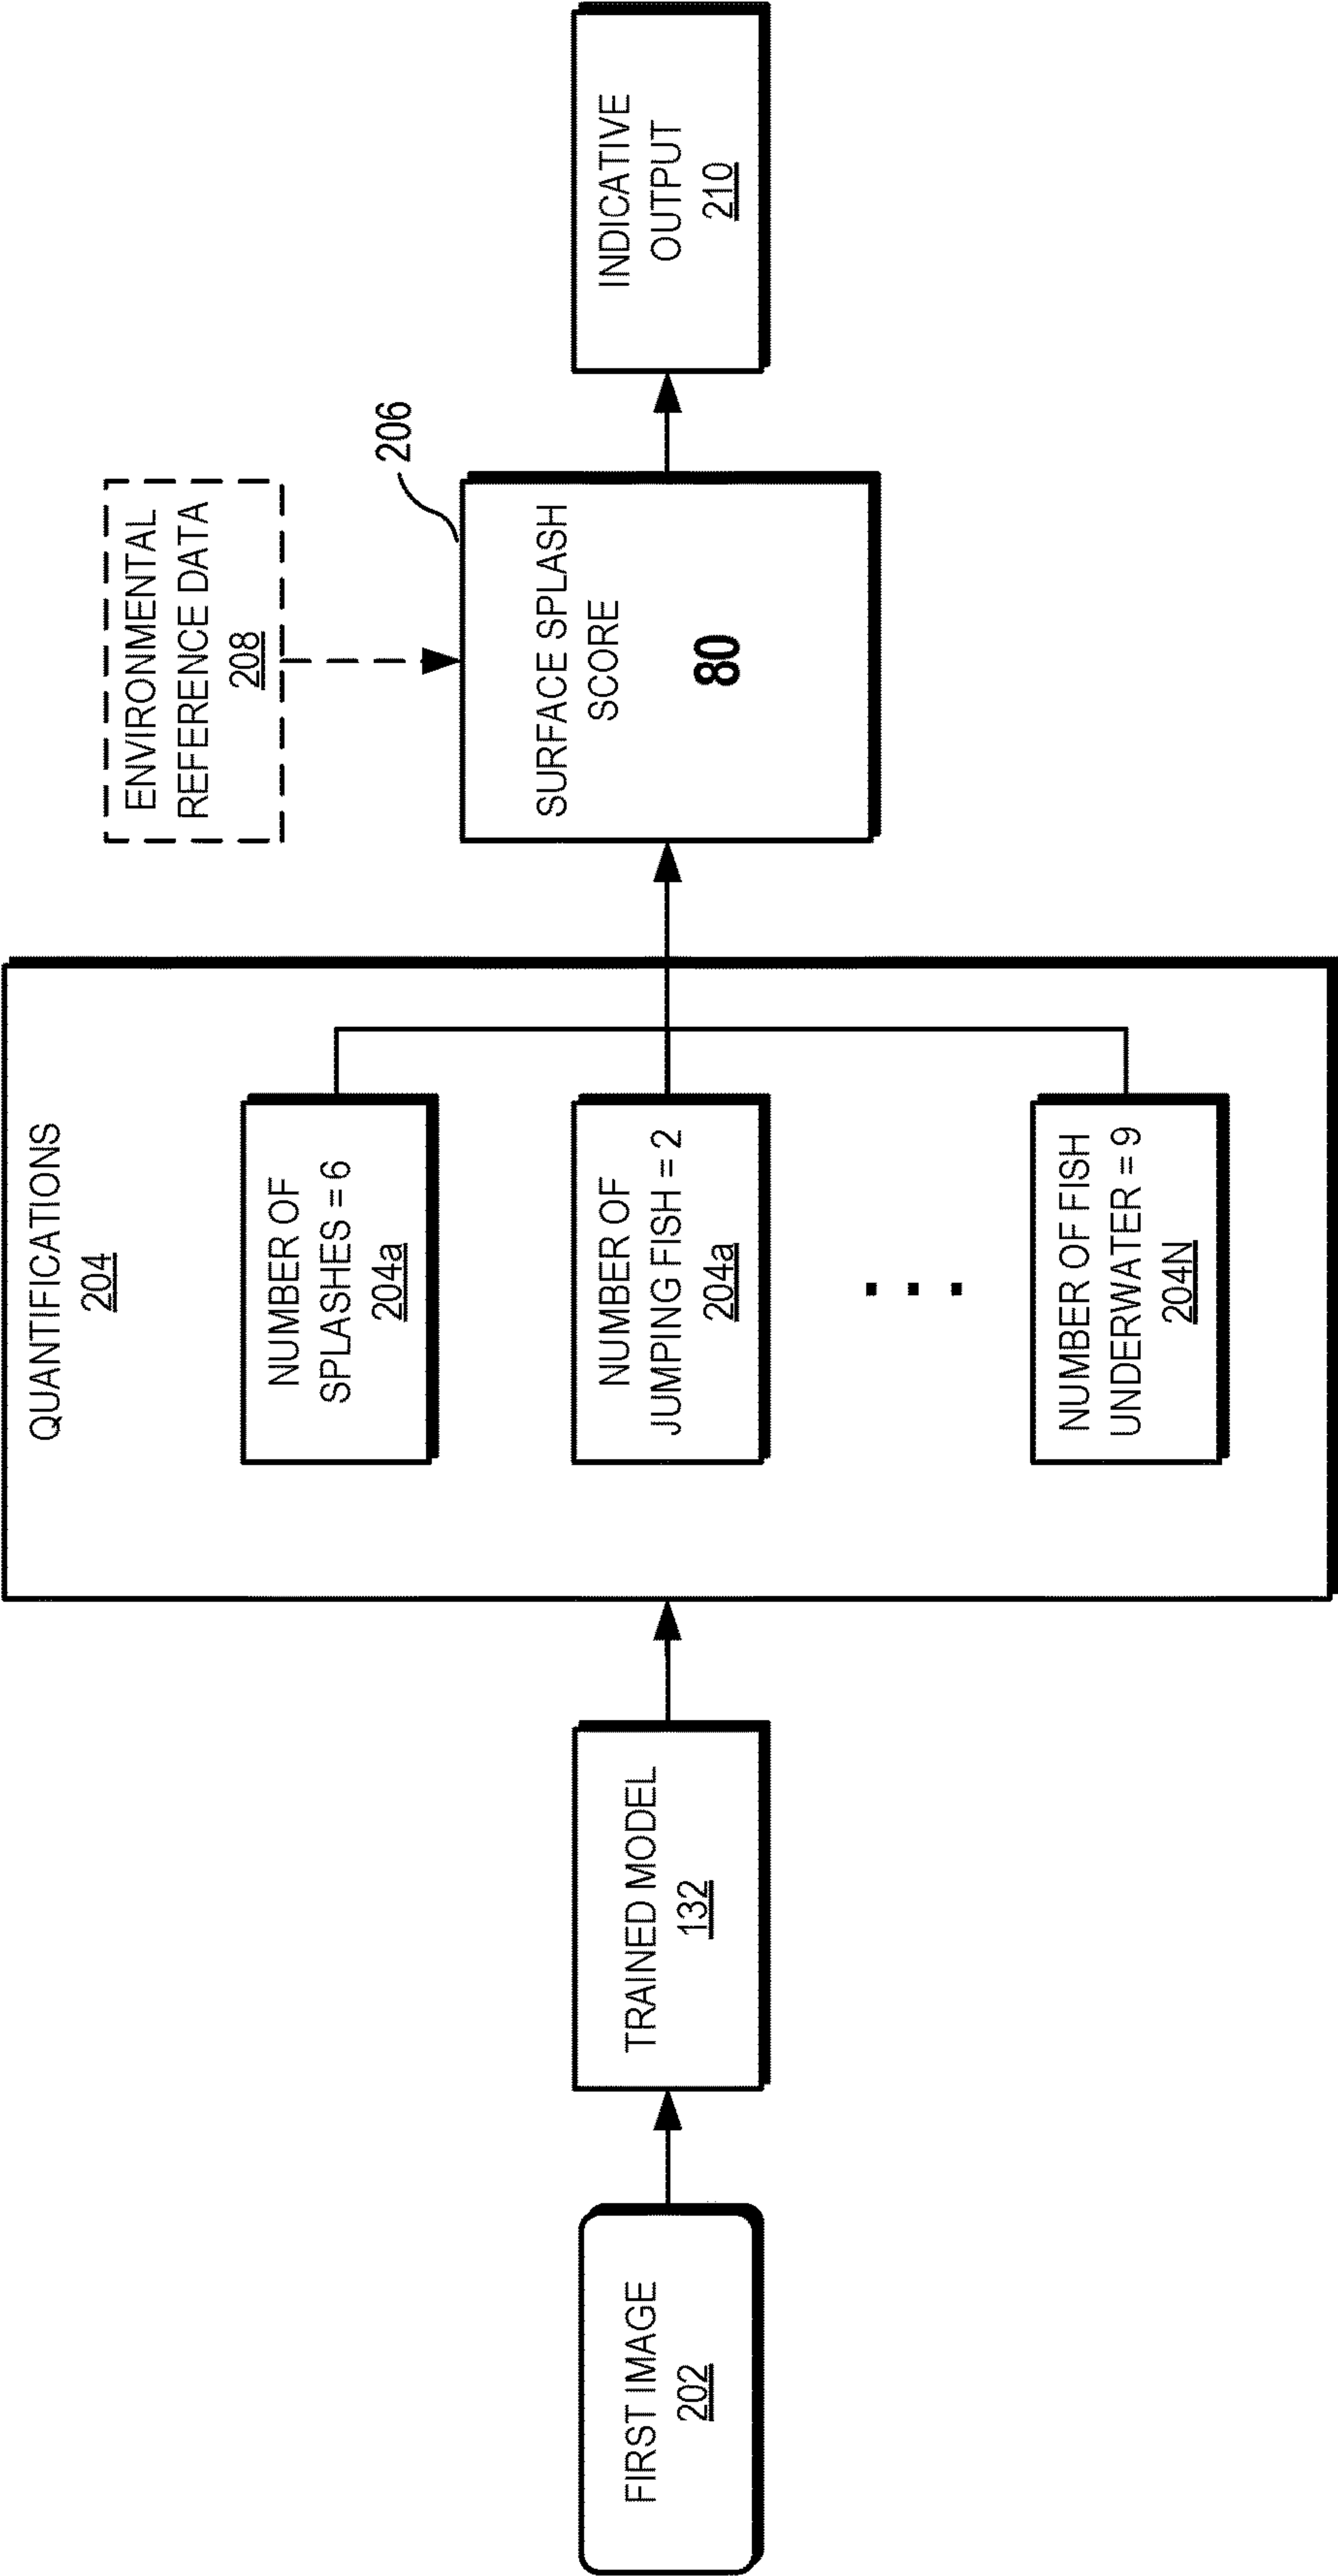 FIRST IMAGE
202
TRAINED MODEL
132
QUANTIFICATIONS
204
NUMBER OF
SPLASHES = 6
204a
NUMBER OF
JUMPING FISH = 2
204a
NUMBER OF FISH
UNDERWATER = 9
204N
ENVIRONMENTAL
REFERENCE DATA
208
206
SURFACE SPLASH
SCORE
80
INDICATIVE
OUTPUT
210